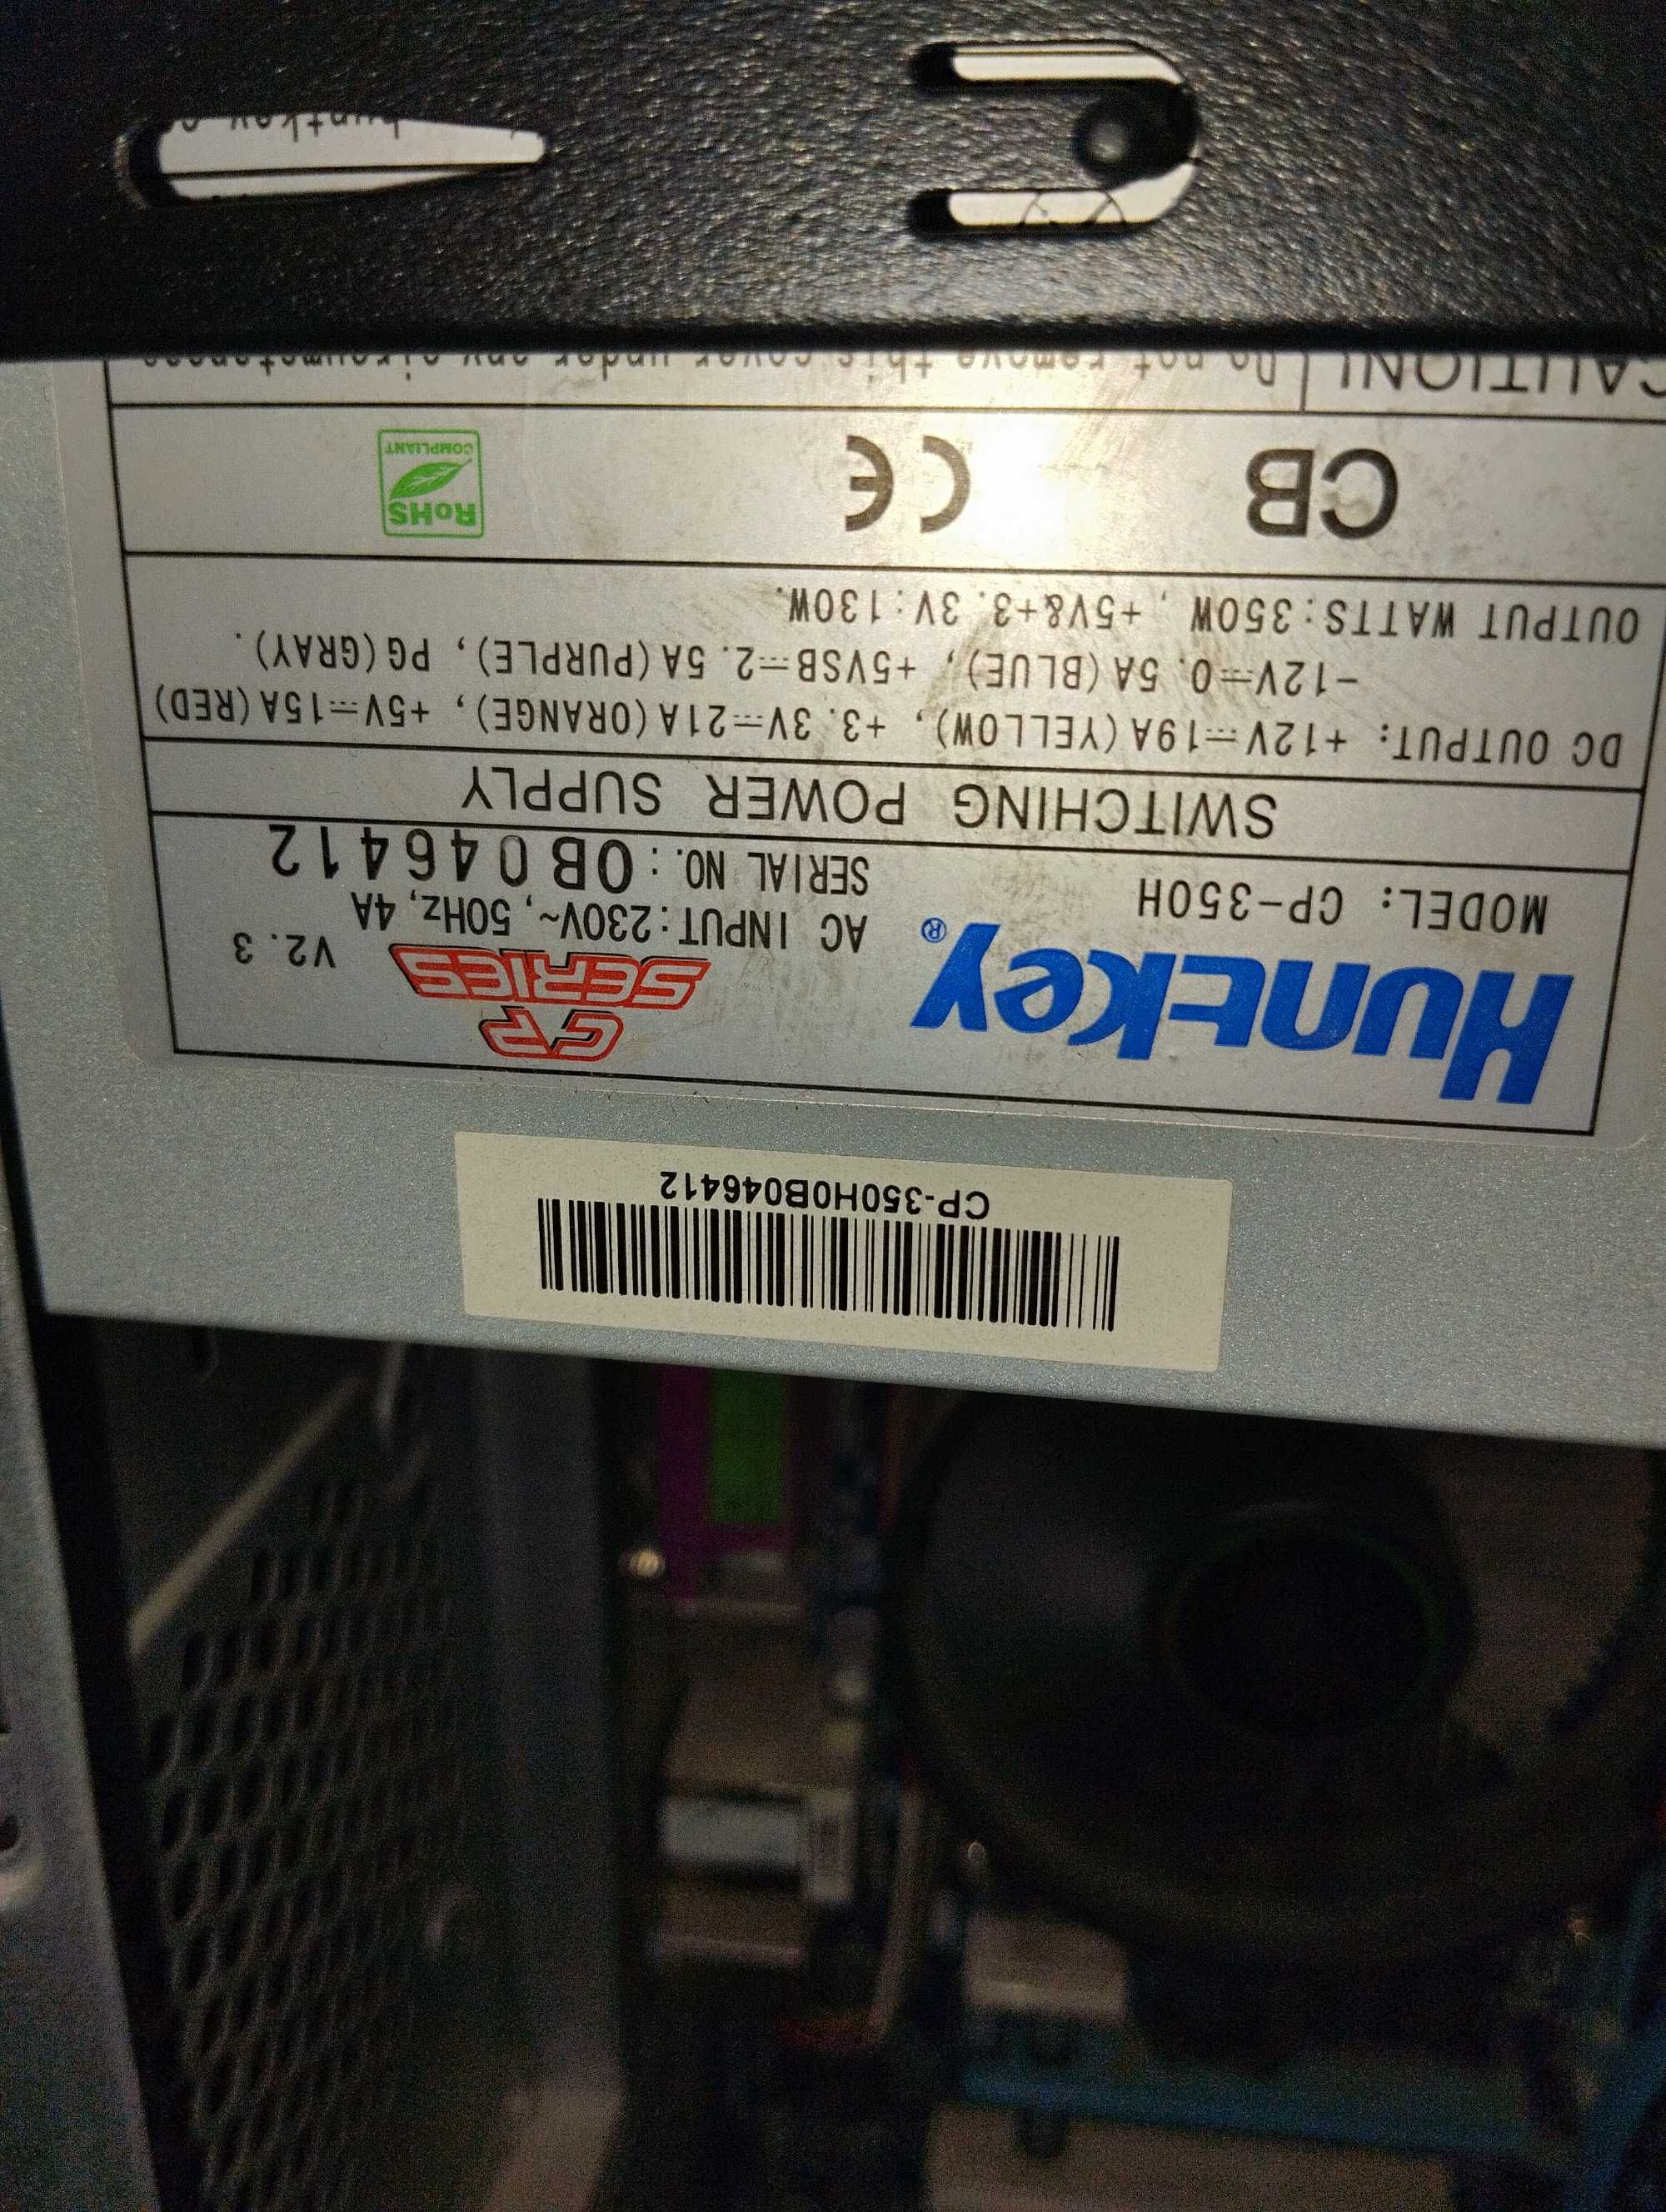 CP-350H0B046412
Huntkey®
CP
SERIES
V2.3
MODEL: CP-350H
AC INPUT:230V~, 50Hz, 4A
SERIAL NO.: 0B046412
SWITCHING POWER SUPPLY
DC OUTPUT: +12V⎓19A(YELLOW), +3.3V⎓21A(ORANGE), +5V⎓15A(RED)
-12V⎓0.5A(BLUE), +5VSB⎓2.5A(PURPLE), PG(GRAY).
OUTPUT WATTS:350W, +5V&+3.3V:130W.
CB
CE
RoHS
COMPLIANT
CAUTION! Do not remove this cover under any circumstances
huntkey